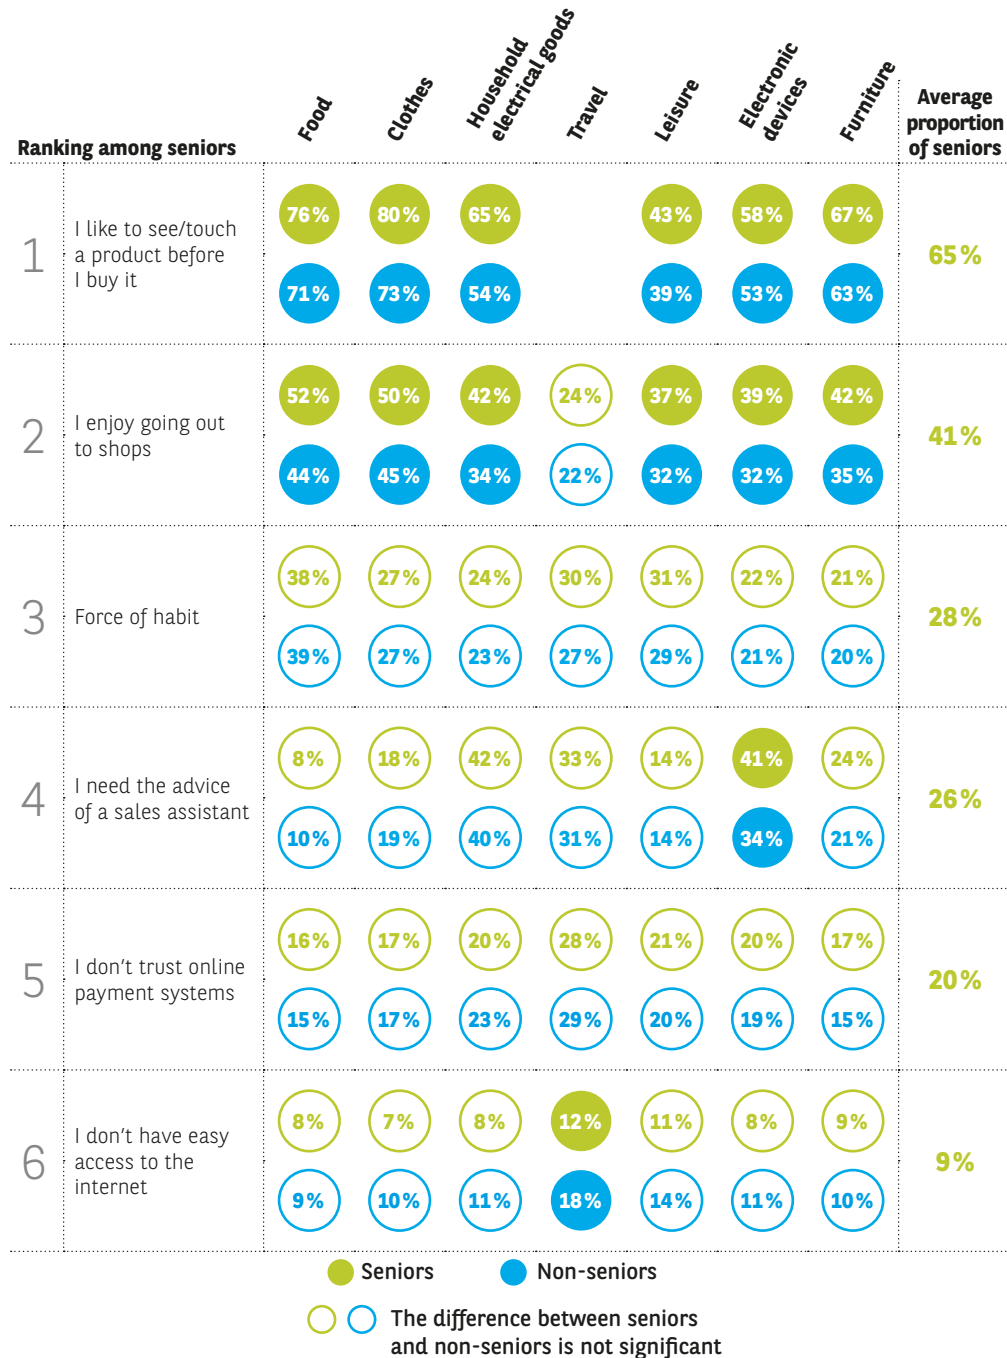 Ranking among seniors
Food
Clothes
Household
electrical goods
Travel
Leisure
Electronic
devices
Furniture
Average
proportion
of seniors
1
I like to see/touch
a product before
I buy it
76% 80% 65% 43% 58% 67%
71% 73% 54% 39% 53% 63%
65%
2
I enjoy going out
to shops
52% 50% 42% 24% 37% 39% 42%
44% 45% 34% 22% 32% 32% 35%
41%
3
Force of habit
38% 27% 24% 30% 31% 22% 21%
39% 27% 23% 27% 29% 21% 20%
28%
4
I need the advice
of a sales assistant
8% 18% 42% 33% 14% 41% 24%
10% 19% 40% 31% 14% 34% 21%
26%
5
I don't trust online
payment systems
16% 17% 20% 28% 21% 20% 17%
15% 17% 23% 29% 20% 19% 15%
20%
6
I don't have easy
access to the
internet
8% 7% 8% 12% 11% 8% 9%
9% 10% 11% 18% 14% 11% 10%
9%
Seniors Non-seniors
The difference between seniors
and non-seniors is not significant